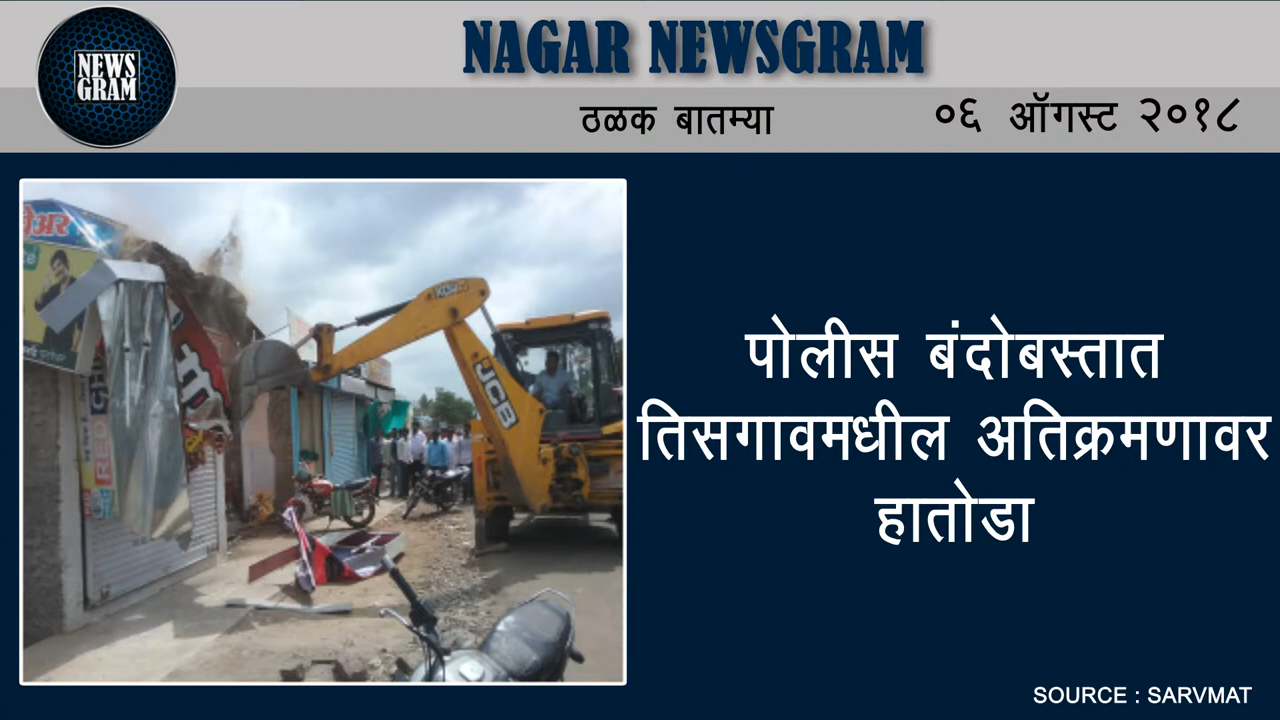 NEWS
GRAM
NAGAR NEWSGRAM
ठळक बातम्या
०६ ऑगस्ट २०१८
पोलीस बंदोबस्तात
तिसगावमधील अतिक्रमणावर
हातोडा
JCB
SOURCE : SARVMAT